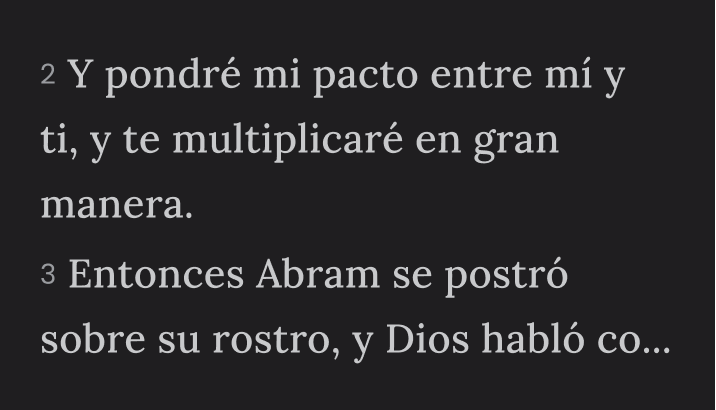 2 Y pondré mi pacto entre mí y
ti, y te multiplicaré en gran
manera.
3 Entonces Abram se postró
sobre su rostro, y Dios habló co...